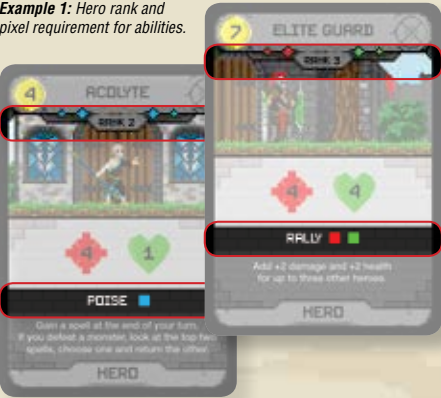 Example 1: Hero rank and
pixel requirement for abilities.
7
ELITE GUARD
RANK 3
4
4
RALLY
Add +2 damage and +2 health
for up to three other heroes.
HERO
4
ACOLYTE
RANK 2
4
1
POISE
Gain a spell at the end of your turn.
If you defeat a monster, look at the top two
spells, choose one and return the other.
HERO